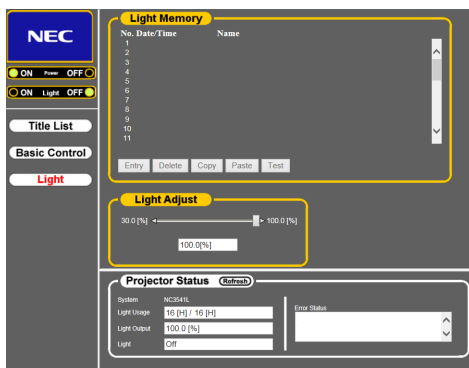 NEC
ON Power OFF
ON Light OFF
Title List
Basic Control
Light
Light Memory
No. Date/Time Name
1
2
3
4
5
6
7
8
9
10
11
Entry Delete Copy Paste Test
Light Adjust
30.0 [%] 100.0 [%]
100.0[%]
Projector Status Refresh
System NC3541L
Light Usage 16 [H] / 16 [H]
Light Output 100.0 [%]
Light Off
Error Status